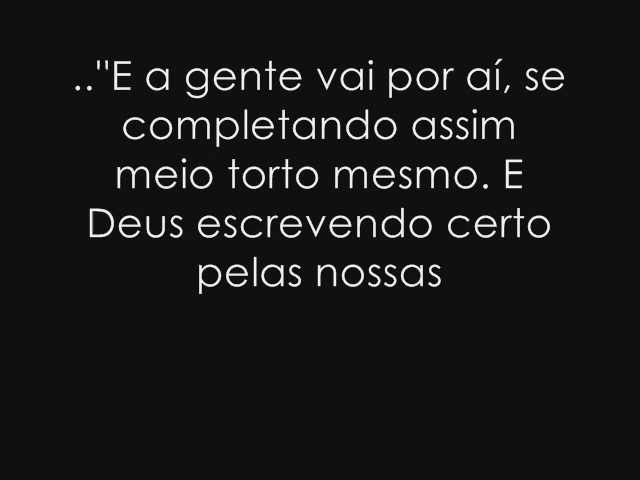 .."E a gente vai por aí, se
completando assim
meio torto mesmo. E
Deus escrevendo certo
pelas nossas